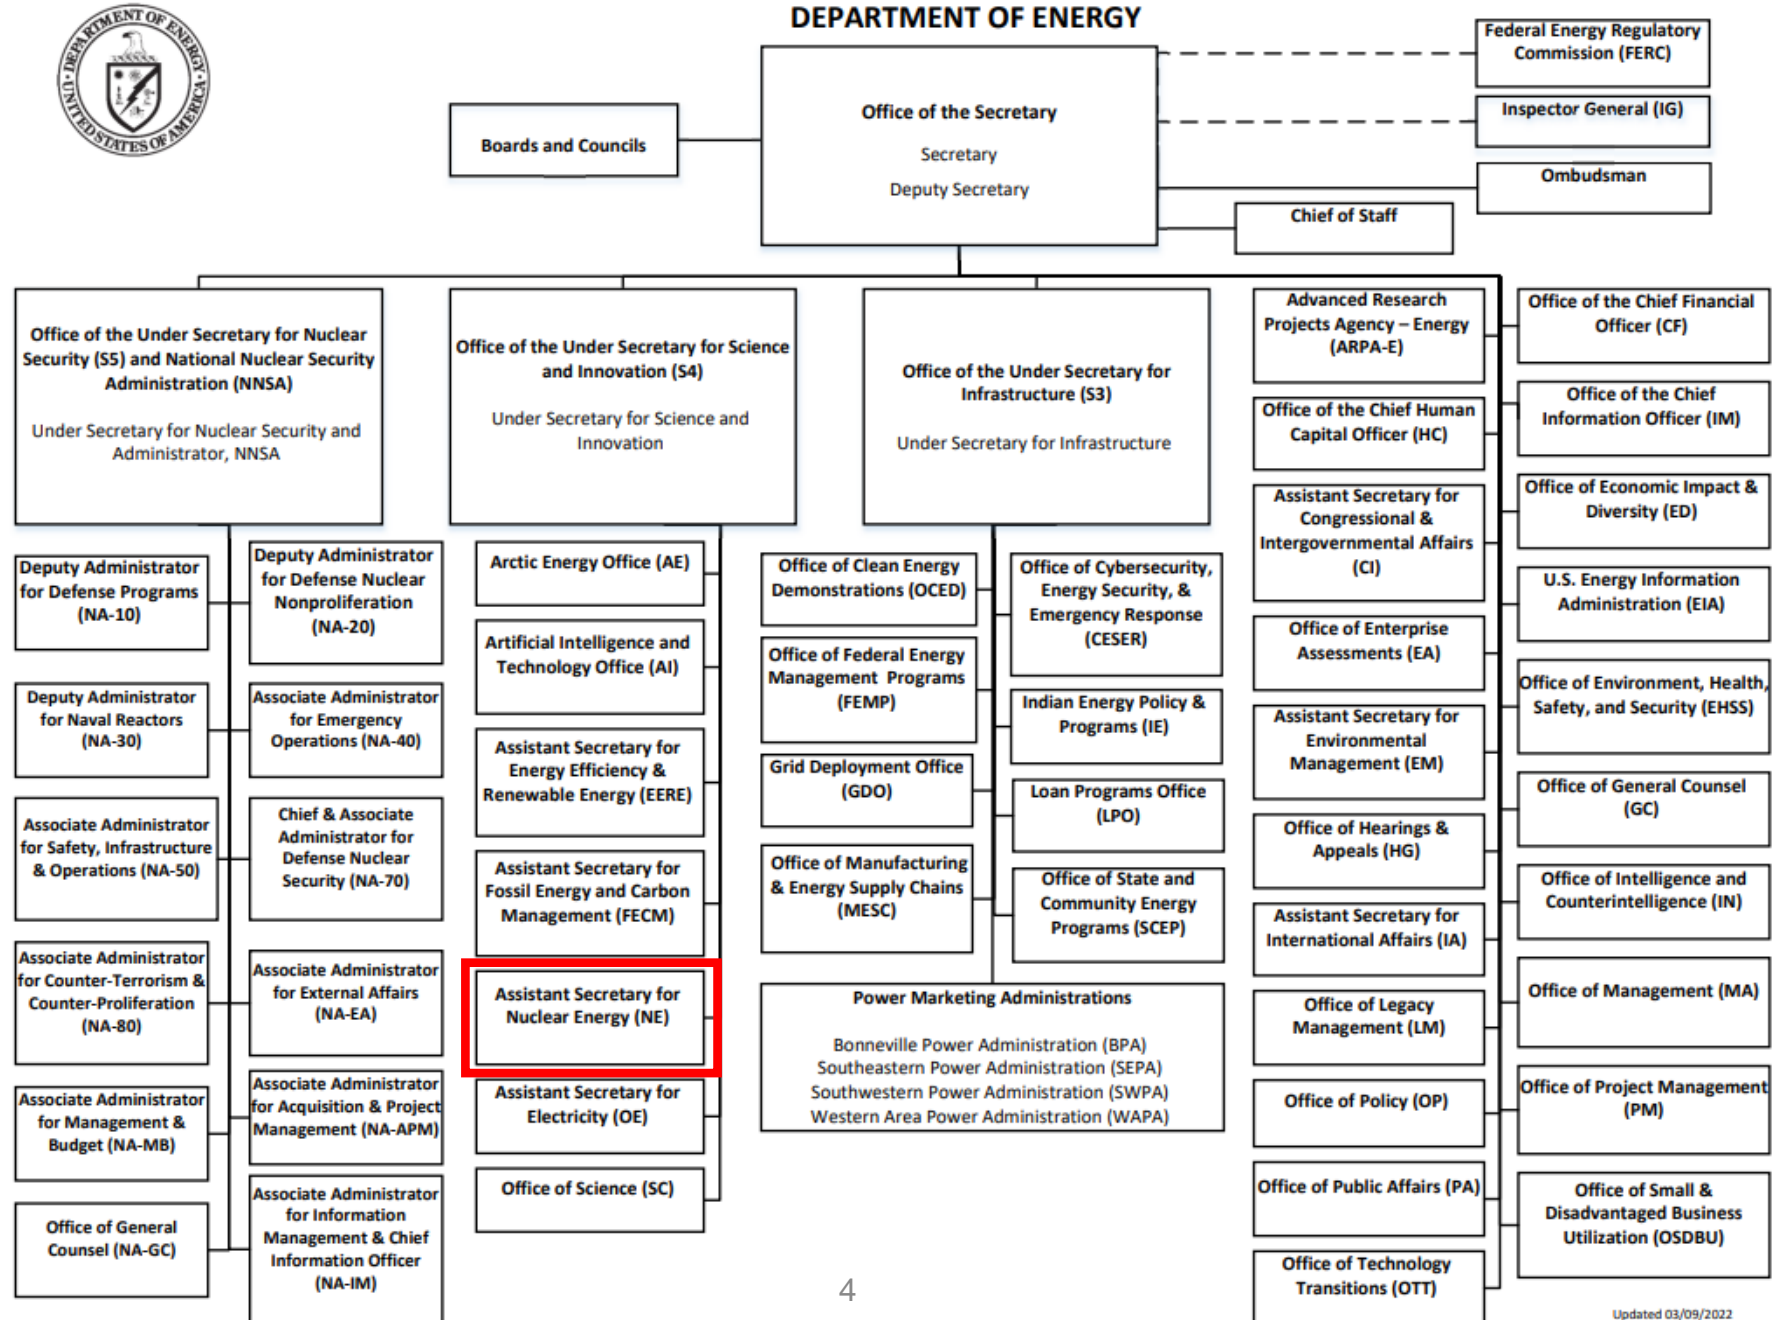 DEPARTMENT OF ENERGY
DEPARTMENT OF ENERGY
UNITED STATES OF AMERICA
Federal Energy Regulatory
Commission (FERC)
Inspector General (IG)
Ombudsman
Chief of Staff
Boards and Councils
Office of the Secretary
Secretary
Deputy Secretary
Office of the Under Secretary for Nuclear
Security (S5) and National Nuclear Security
Administration (NNSA)
Under Secretary for Nuclear Security and
Administrator, NNSA
Office of the Under Secretary for Science
and Innovation (S4)
Under Secretary for Science and
Innovation
Office of the Under Secretary for
Infrastructure (S3)
Under Secretary for Infrastructure
Deputy Administrator
for Defense Programs
(NA-10)
Deputy Administrator
for Defense Nuclear
Nonproliferation
(NA-20)
Deputy Administrator
for Naval Reactors
(NA-30)
Associate Administrator
for Emergency
Operations (NA-40)
Associate Administrator
for Safety, Infrastructure
& Operations (NA-50)
Chief & Associate
Administrator for
Defense Nuclear
Security (NA-70)
Associate Administrator
for Counter-Terrorism &
Counter-Proliferation
(NA-80)
Associate Administrator
for External Affairs
(NA-EA)
Associate Administrator
for Management &
Budget (NA-MB)
Associate Administrator
for Acquisition & Project
Management (NA-APM)
Office of General
Counsel (NA-GC)
Associate Administrator
for Information
Management & Chief
Information Officer
(NA-IM)
Arctic Energy Office (AE)
Artificial Intelligence and
Technology Office (AI)
Assistant Secretary for
Energy Efficiency &
Renewable Energy (EERE)
Assistant Secretary for
Fossil Energy and Carbon
Management (FECM)
Assistant Secretary for
Nuclear Energy (NE)
Assistant Secretary for
Electricity (OE)
Office of Science (SC)
Office of Clean Energy
Demonstrations (OCED)
Office of Federal Energy
Management Programs
(FEMP)
Grid Deployment Office
(GDO)
Office of Manufacturing
& Energy Supply Chains
(MESC)
Office of Cybersecurity,
Energy Security, &
Emergency Response
(CESER)
Indian Energy Policy &
Programs (IE)
Loan Programs Office
(LPO)
Office of State and
Community Energy
Programs (SCEP)
Power Marketing Administrations
Bonneville Power Administration (BPA)
Southeastern Power Administration (SEPA)
Southwestern Power Administration (SWPA)
Western Area Power Administration (WAPA)
Advanced Research
Projects Agency – Energy
(ARPA-E)
Office of the Chief Human
Capital Officer (HC)
Assistant Secretary for
Congressional &
Intergovernmental Affairs
(CI)
Office of Enterprise
Assessments (EA)
Assistant Secretary for
Environmental
Management (EM)
Office of Hearings &
Appeals (HG)
Assistant Secretary for
International Affairs (IA)
Office of Legacy
Management (LM)
Office of Policy (OP)
Office of Public Affairs (PA)
Office of Technology
Transitions (OTT)
Office of the Chief Financial
Officer (CF)
Office of the Chief
Information Officer (IM)
Office of Economic Impact &
Diversity (ED)
U.S. Energy Information
Administration (EIA)
Office of Environment, Health,
Safety, and Security (EHSS)
Office of General Counsel
(GC)
Office of Intelligence and
Counterintelligence (IN)
Office of Management (MA)
Office of Project Management
(PM)
Office of Small &
Disadvantaged Business
Utilization (OSDBU)
4
Updated 03/09/2022